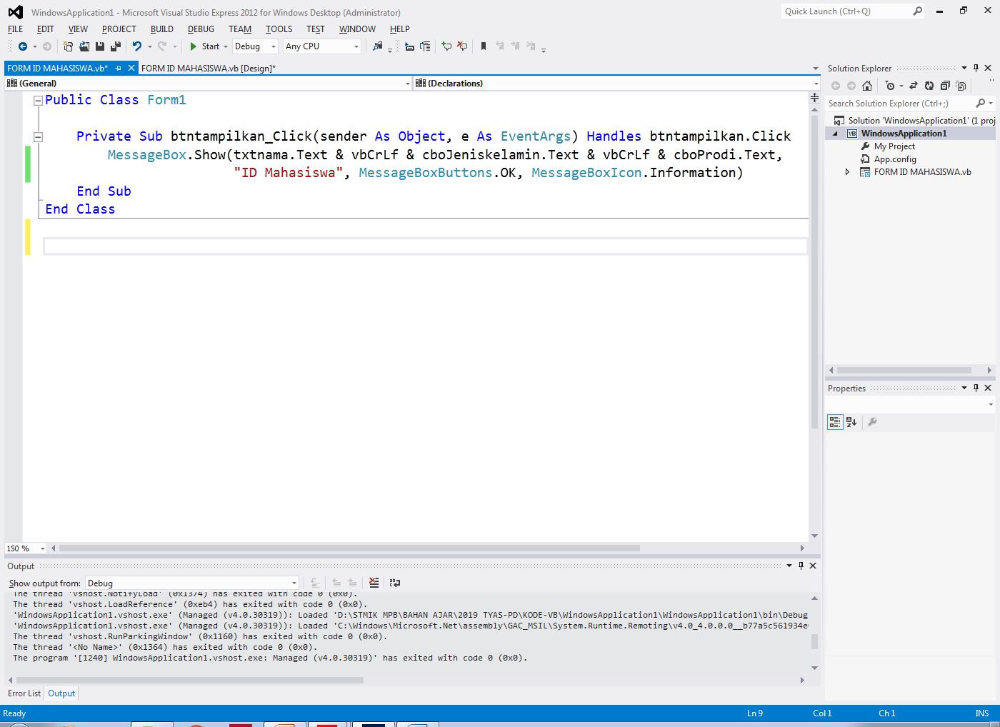 WindowsApplication1 - Microsoft Visual Studio Express 2012 for Windows Desktop (Administrator)
Quick Launch (Ctrl+Q)
FILE EDIT VIEW PROJECT BUILD DEBUG TEAM TOOLS TEST WINDOW HELP
Start Debug Any CPU
FORM ID MAHASISWA.vb* FORM ID MAHASISWA.vb [Design]*
(General) (Declarations)
Public Class Form1
Private Sub btntampilkan_Click(sender As Object, e As EventArgs) Handles btntampilkan.Click
MessageBox.Show(txtnama.Text & vbCrLf & cboJeniskelamin.Text & vbCrLf & cboProdi.Text,
"ID Mahasiswa", MessageBoxButtons.OK, MessageBoxIcon.Information)
End Sub
End Class
150 %
Solution Explorer
Search Solution Explorer (Ctrl+;)
Solution 'WindowsApplication1' (1 proj
VB WindowsApplication1
My Project
App.config
FORM ID MAHASISWA.vb
Properties
Output
Show output from: Debug
The thread 'vshost.NotifyLoad' (0x1374) has exited with code 0 (0x0).
The thread 'vshost.LoadReference' (0xeb4) has exited with code 0 (0x0).
'WindowsApplication1.vshost.exe' (Managed (v4.0.30319)): Loaded 'D:\STMIK MPB\BAHAN AJAR\2019 TYAS-PD\KODE-VB\WindowsApplication1\WindowsApplication1\bin\Debug
'WindowsApplication1.vshost.exe' (Managed (v4.0.30319)): Loaded 'C:\Windows\Microsoft.Net\assembly\GAC_MSIL\System.Runtime.Remoting\v4.0_4.0.0.0__b77a5c561934e
The thread 'vshost.RunParkingWindow' (0x1160) has exited with code 0 (0x0).
The thread '<No Name>' (0x1364) has exited with code 0 (0x0).
The program '[1240] WindowsApplication1.vshost.exe: Managed (v4.0.30319)' has exited with code 0 (0x0).
Error List Output
Ready Ln 9 Col 1 Ch 1 INS